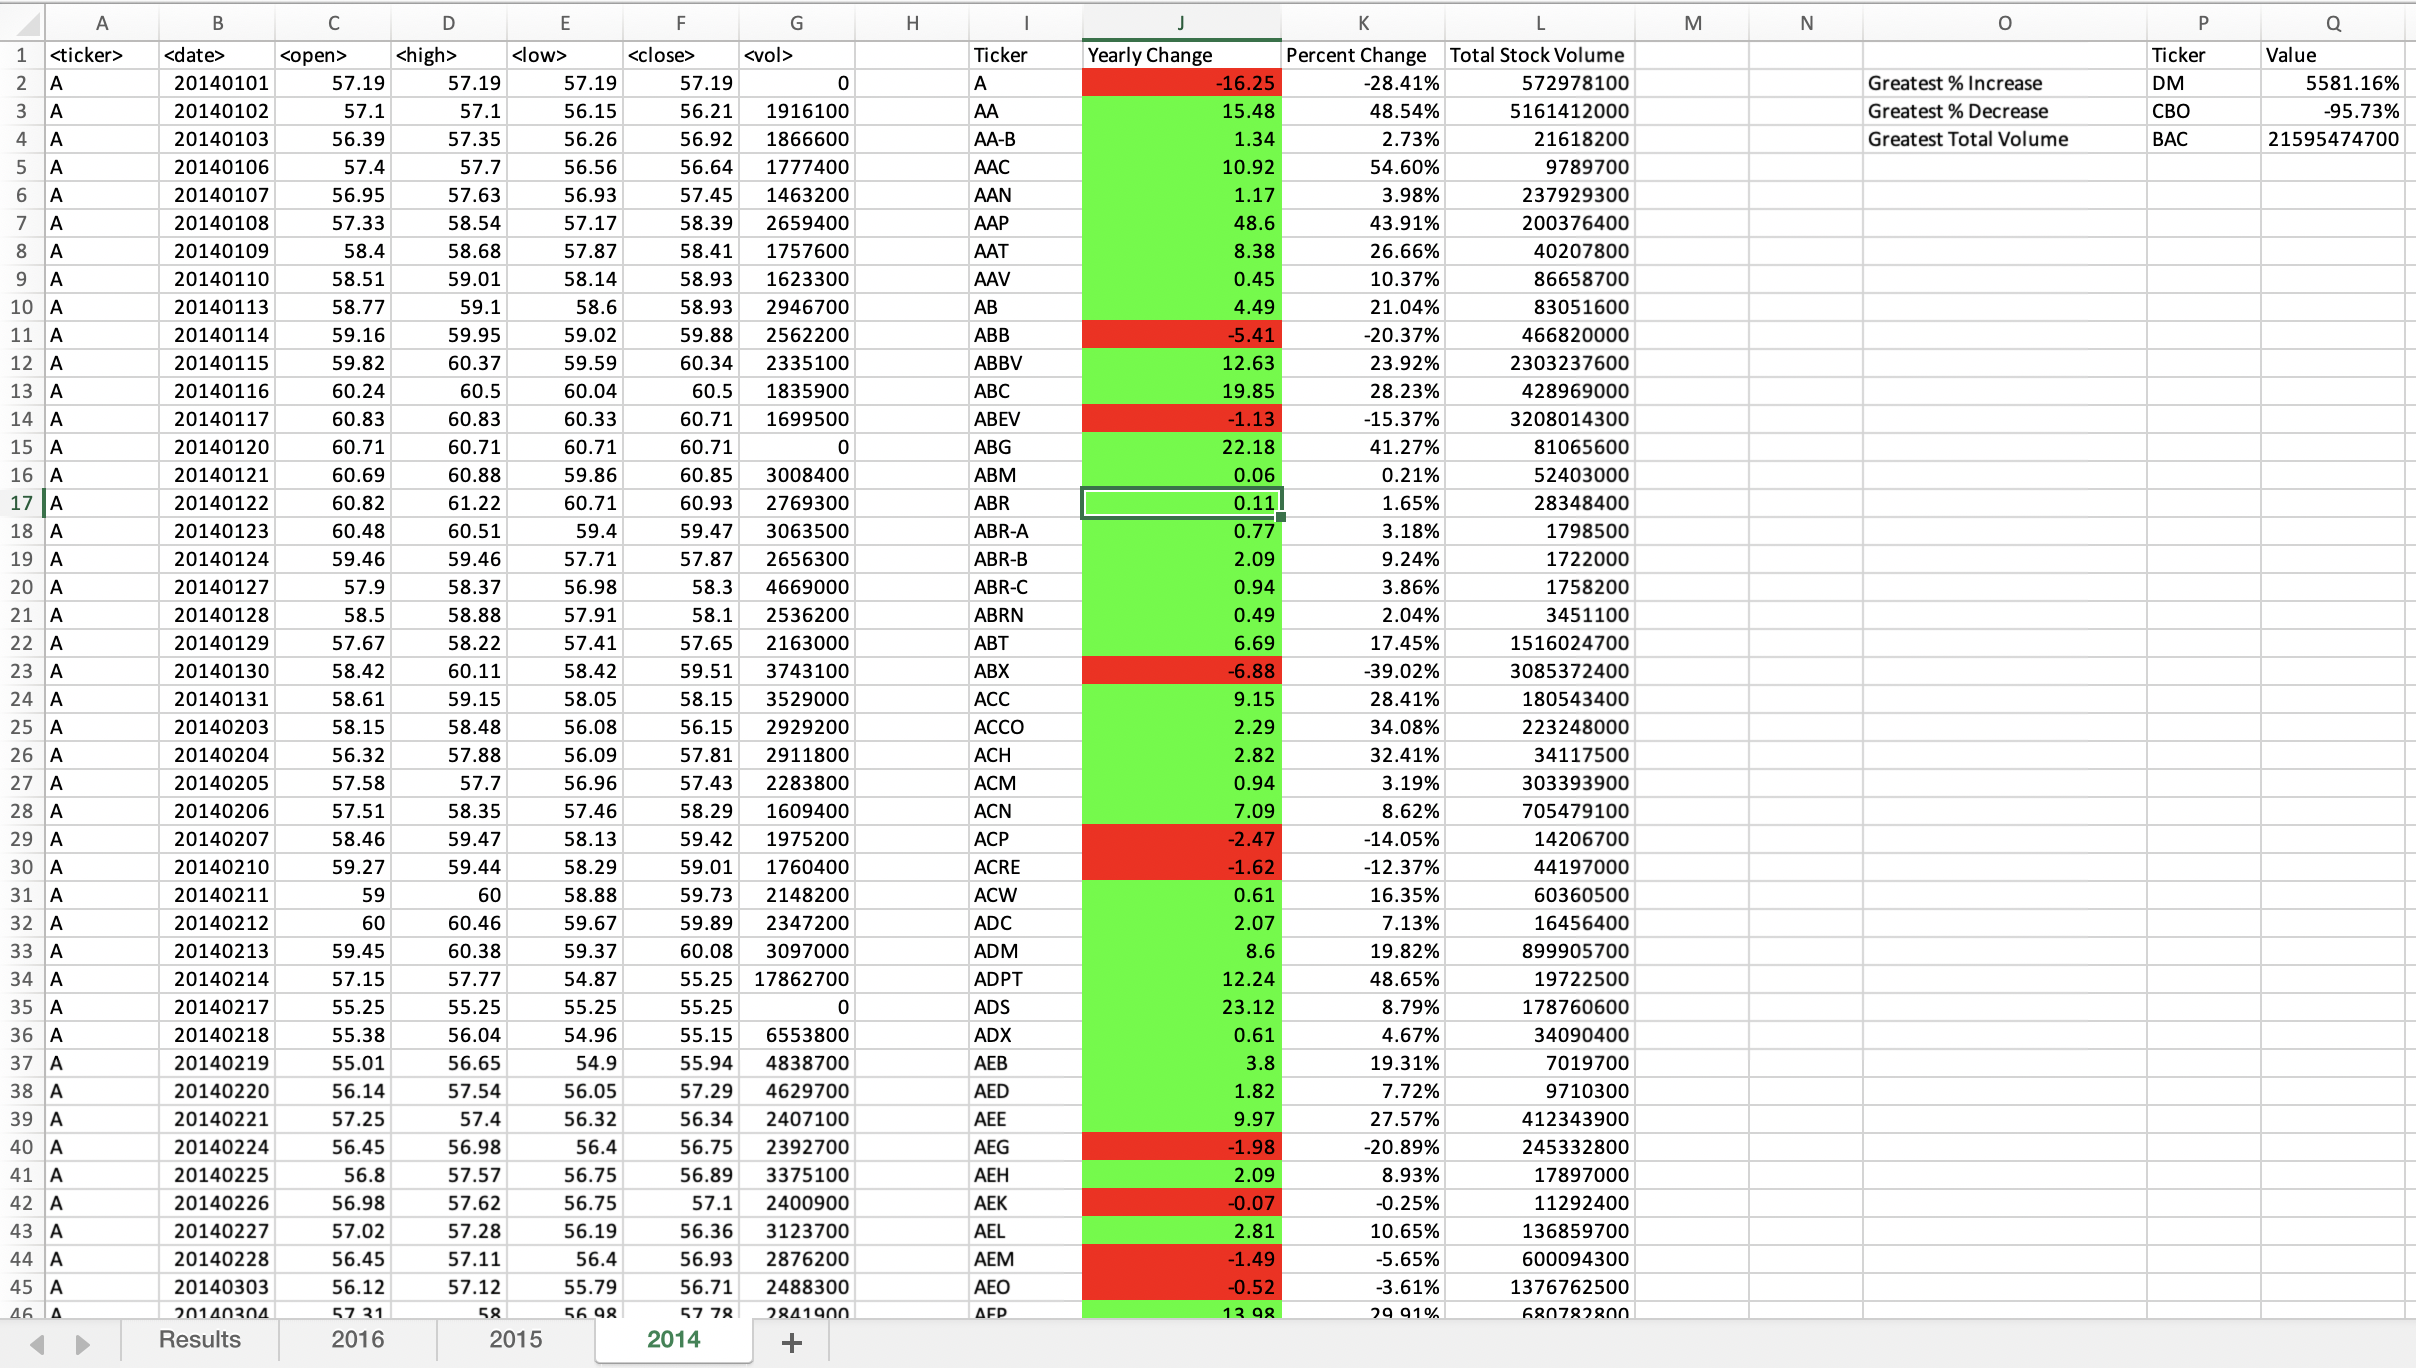 A B C D E F G H I J K L M N O P Q
1 <ticker> <date> <open> <high> <low> <close> <vol> Ticker Yearly Change Percent Change Total Stock Volume Ticker Value
2 A 20140101 57.19 57.19 57.19 57.19 0 A -16.25 -28.41% 572978100 Greatest % Increase DM 5581.16%
3 A 20140102 57.1 57.1 56.15 56.21 1916100 AA 15.48 48.54% 5161412000 Greatest % Decrease CBO -95.73%
4 A 20140103 56.39 57.35 56.26 56.92 1866600 AA-B 1.34 2.73% 21618200 Greatest Total Volume BAC 21595474700
5 A 20140106 57.4 57.7 56.56 56.64 1777400 AAC 10.92 54.60% 9789700
6 A 20140107 56.95 57.63 56.93 57.45 1463200 AAN 1.17 3.98% 237929300
7 A 20140108 57.33 58.54 57.17 58.39 2659400 AAP 48.6 43.91% 200376400
8 A 20140109 58.4 58.68 57.87 58.41 1757600 AAT 8.38 26.66% 40207800
9 A 20140110 58.51 59.01 58.14 58.93 1623300 AAV 0.45 10.37% 86658700
10 A 20140113 58.77 59.1 58.6 58.93 2946700 AB 4.49 21.04% 83051600
11 A 20140114 59.16 59.95 59.02 59.88 2562200 ABB -5.41 -20.37% 466820000
12 A 20140115 59.82 60.37 59.59 60.34 2335100 ABBV 12.63 23.92% 2303237600
13 A 20140116 60.24 60.5 60.04 60.5 1835900 ABC 19.85 28.23% 428969000
14 A 20140117 60.83 60.83 60.33 60.71 1699500 ABEV -1.13 -15.37% 3208014300
15 A 20140120 60.71 60.71 60.71 60.71 0 ABG 22.18 41.27% 81065600
16 A 20140121 60.69 60.88 59.86 60.85 3008400 ABM 0.06 0.21% 52403000
17 A 20140122 60.82 61.22 60.71 60.93 2769300 ABR 0.11 1.65% 28348400
18 A 20140123 60.48 60.51 59.4 59.47 3063500 ABR-A 0.77 3.18% 1798500
19 A 20140124 59.46 59.46 57.71 57.87 2656300 ABR-B 2.09 9.24% 1722000
20 A 20140127 57.9 58.37 56.98 58.3 4669000 ABR-C 0.94 3.86% 1758200
21 A 20140128 58.5 58.88 57.91 58.1 2536200 ABRN 0.49 2.04% 3451100
22 A 20140129 57.67 58.22 57.41 57.65 2163000 ABT 6.69 17.45% 1516024700
23 A 20140130 58.42 60.11 58.42 59.51 3743100 ABX -6.88 -39.02% 3085372400
24 A 20140131 58.61 59.15 58.05 58.15 3529000 ACC 9.15 28.41% 180543400
25 A 20140203 58.15 58.48 56.08 56.15 2929200 ACCO 2.29 34.08% 223248000
26 A 20140204 56.32 57.88 56.09 57.81 2911800 ACH 2.82 32.41% 34117500
27 A 20140205 57.58 57.7 56.96 57.43 2283800 ACM 0.94 3.19% 303393900
28 A 20140206 57.51 58.35 57.46 58.29 1609400 ACN 7.09 8.62% 705479100
29 A 20140207 58.46 59.47 58.13 59.42 1975200 ACP -2.47 -14.05% 14206700
30 A 20140210 59.27 59.44 58.29 59.01 1760400 ACRE -1.62 -12.37% 44197000
31 A 20140211 59 60 58.88 59.73 2148200 ACW 0.61 16.35% 60360500
32 A 20140212 60 60.46 59.67 59.89 2347200 ADC 2.07 7.13% 16456400
33 A 20140213 59.45 60.38 59.37 60.08 3097000 ADM 8.6 19.82% 899905700
34 A 20140214 57.15 57.77 54.87 55.25 17862700 ADPT 12.24 48.65% 19722500
35 A 20140217 55.25 55.25 55.25 55.25 0 ADS 23.12 8.79% 178760600
36 A 20140218 55.38 56.04 54.96 55.15 6553800 ADX 0.61 4.67% 34090400
37 A 20140219 55.01 56.65 54.9 55.94 4838700 AEB 3.8 19.31% 7019700
38 A 20140220 56.14 57.54 56.05 57.29 4629700 AED 1.82 7.72% 9710300
39 A 20140221 57.25 57.4 56.32 56.34 2407100 AEE 9.97 27.57% 412343900
40 A 20140224 56.45 56.98 56.4 56.75 2392700 AEG -1.98 -20.89% 245332800
41 A 20140225 56.8 57.57 56.75 56.89 3375100 AEH 2.09 8.93% 17897000
42 A 20140226 56.98 57.62 56.75 57.1 2400900 AEK -0.07 -0.25% 11292400
43 A 20140227 57.02 57.28 56.19 56.36 3123700 AEL 2.81 10.65% 136859700
44 A 20140228 56.45 57.11 56.4 56.93 2876200 AEM -1.49 -5.65% 600094300
45 A 20140303 56.12 57.12 55.79 56.71 2488300 AEO -0.52 -3.61% 1376762500
46 A 20140304 57.31 58 56.98 57.78 2841900 AEP 13.98 29.91% 680782800
Results 2016 2015 2014 +